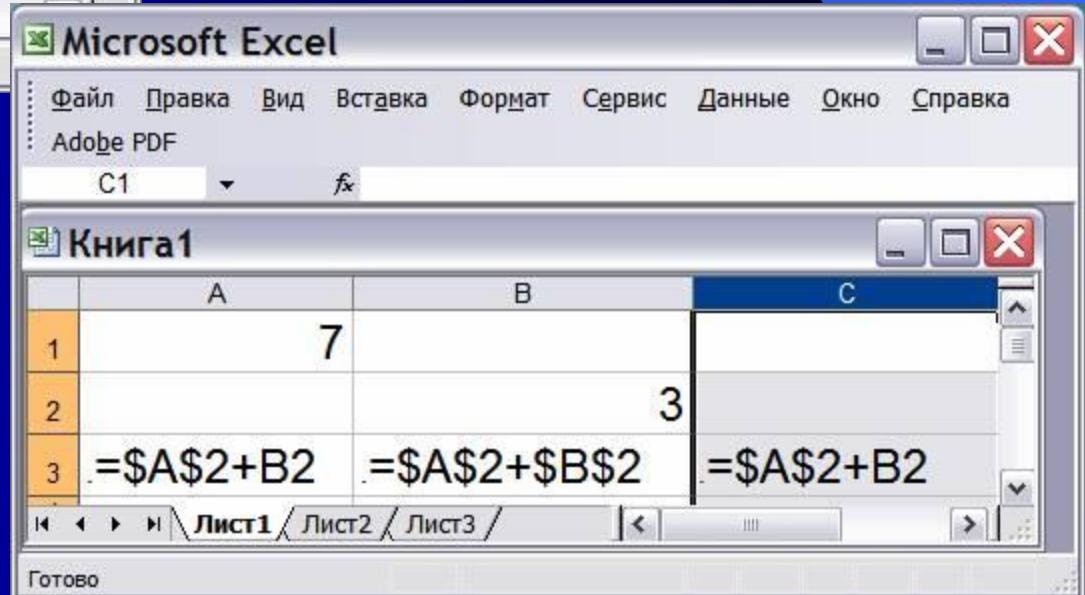 Microsoft Excel
Файл Правка Вид Вставка Формат Сервис Данные Окно Справка
Adobe PDF
C1 fx
Книга1
A B C
1 7
2 3
3 .=$A$2+B2 .=$A$2+$B$2 .=$A$2+B2
Лист1 / Лист2 / Лист3 /
Готово